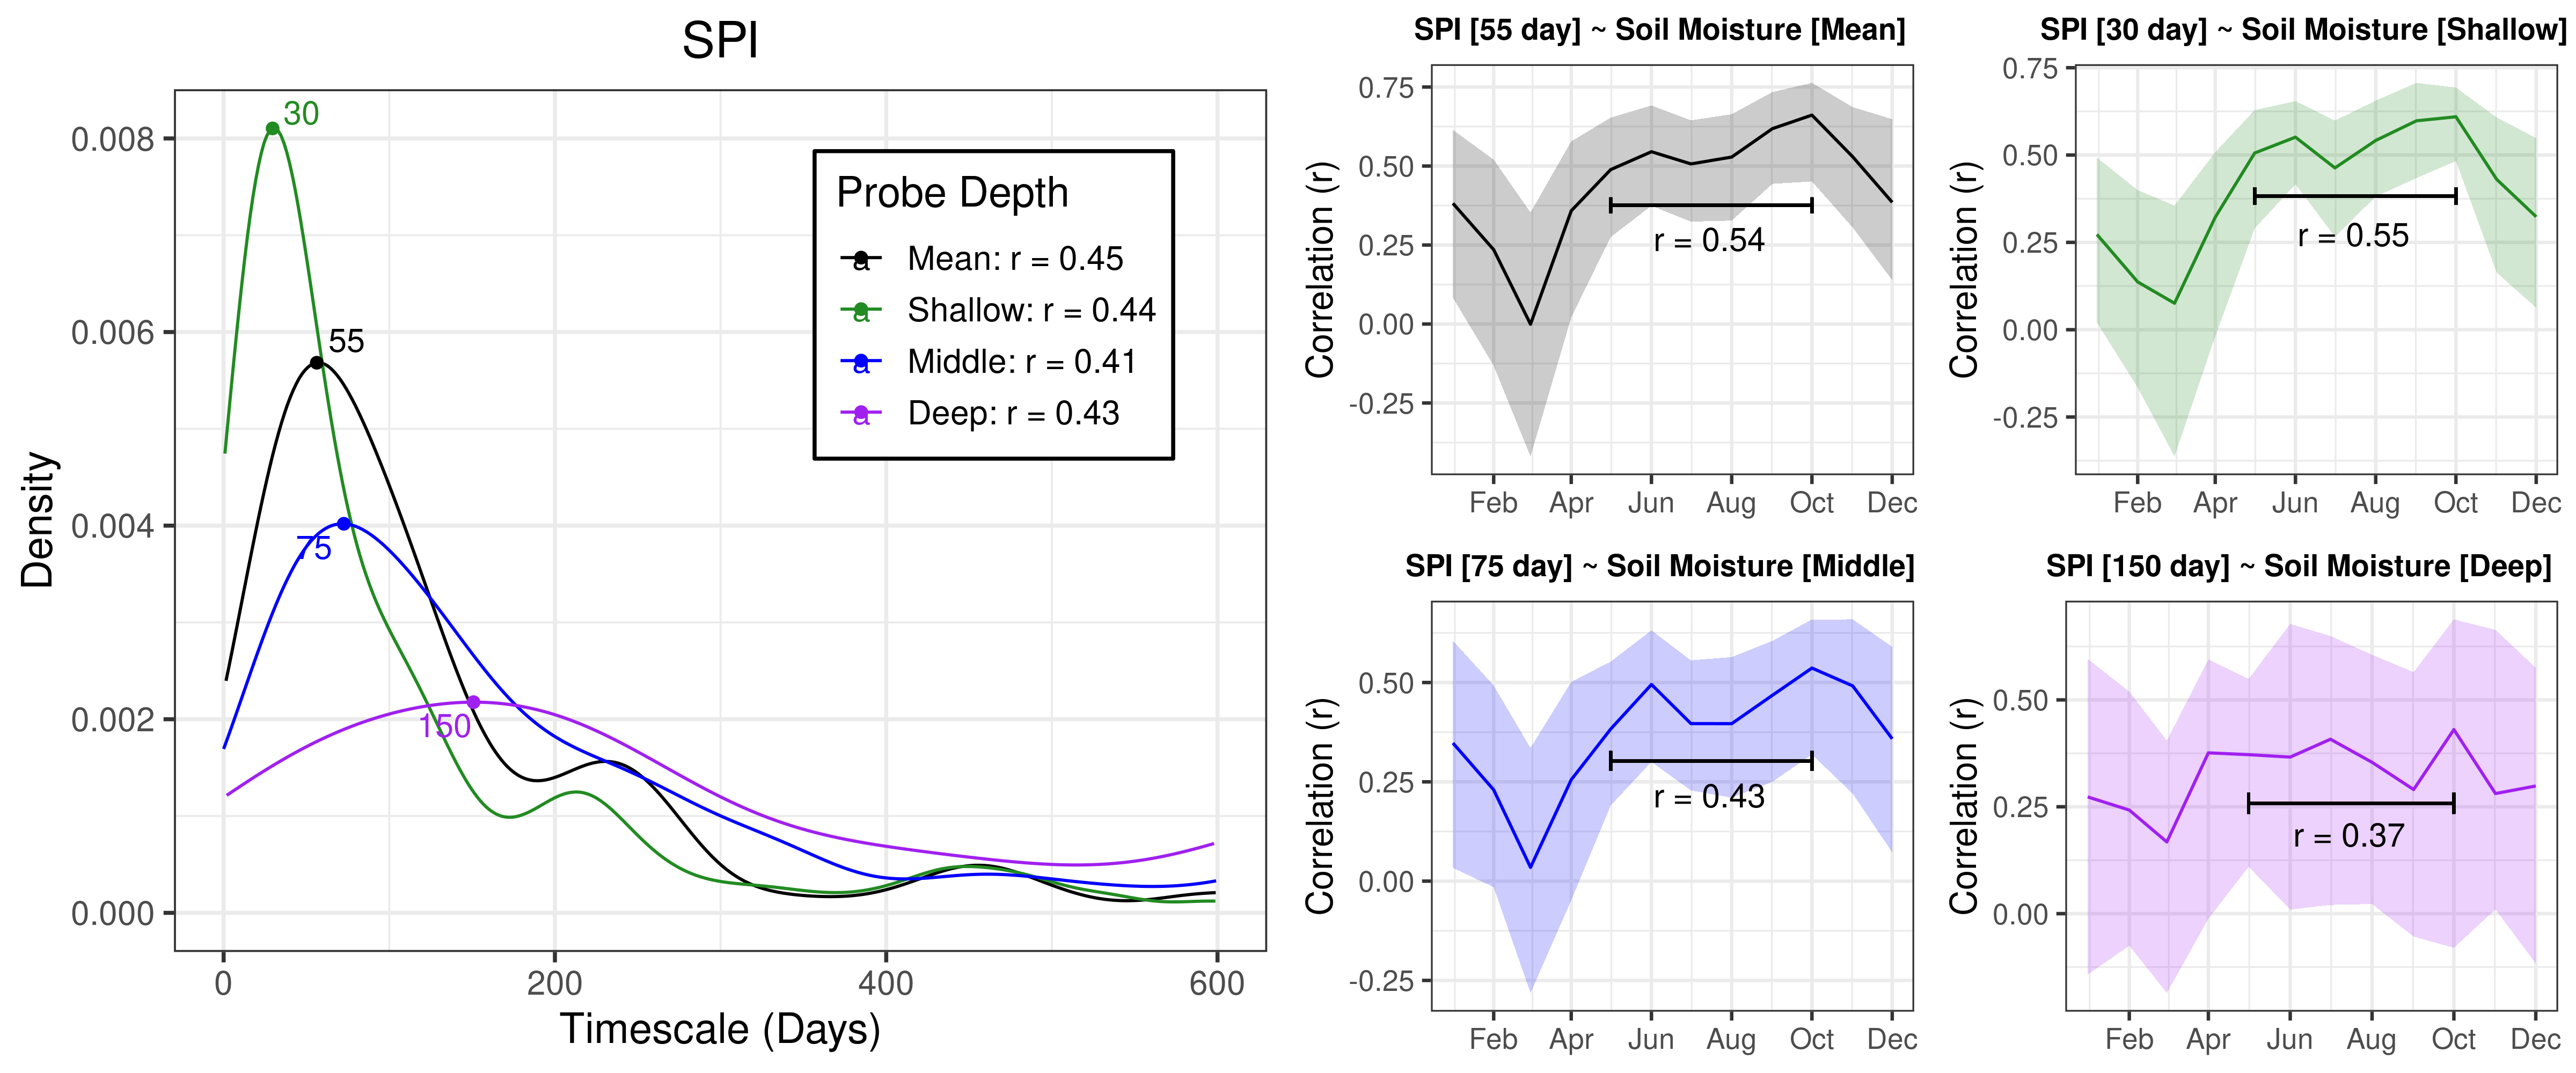 SPI
Density
0.008
0.006
0.004
0.002
0.000
0
200
400
600
Timescale (Days)
30
55
75
150
Probe Depth
a Mean: r = 0.45
a Shallow: r = 0.44
a Middle: r = 0.41
a Deep: r = 0.43
SPI [55 day] ~ Soil Moisture [Mean]
Correlation (r)
0.75
0.50
0.25
0.00
-0.25
r = 0.54
Feb Apr Jun Aug Oct Dec
SPI [30 day] ~ Soil Moisture [Shallow]
Correlation (r)
0.75
0.50
0.25
0.00
-0.25
r = 0.55
Feb Apr Jun Aug Oct Dec
SPI [75 day] ~ Soil Moisture [Middle]
Correlation (r)
0.50
0.25
0.00
-0.25
r = 0.43
Feb Apr Jun Aug Oct Dec
SPI [150 day] ~ Soil Moisture [Deep]
Correlation (r)
0.50
0.25
0.00
r = 0.37
Feb Apr Jun Aug Oct Dec